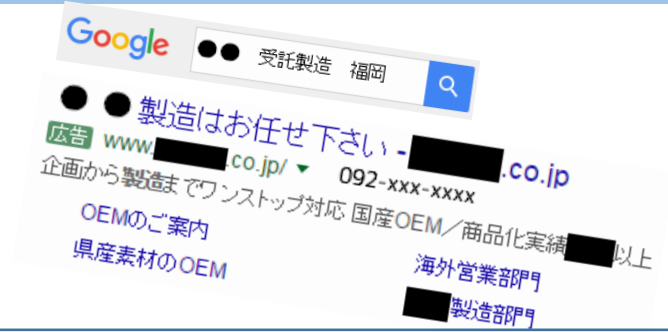 Google
●● 受託製造 福岡
●●製造はお任せ下さい - .co.jp
広告 www. .co.jp/ ▼ 092-xxx-xxxx
企画から製造までワンストップ対応 国産OEM／商品化実績 以上
OEMのご案内
海外営業部門
県産素材のOEM
製造部門